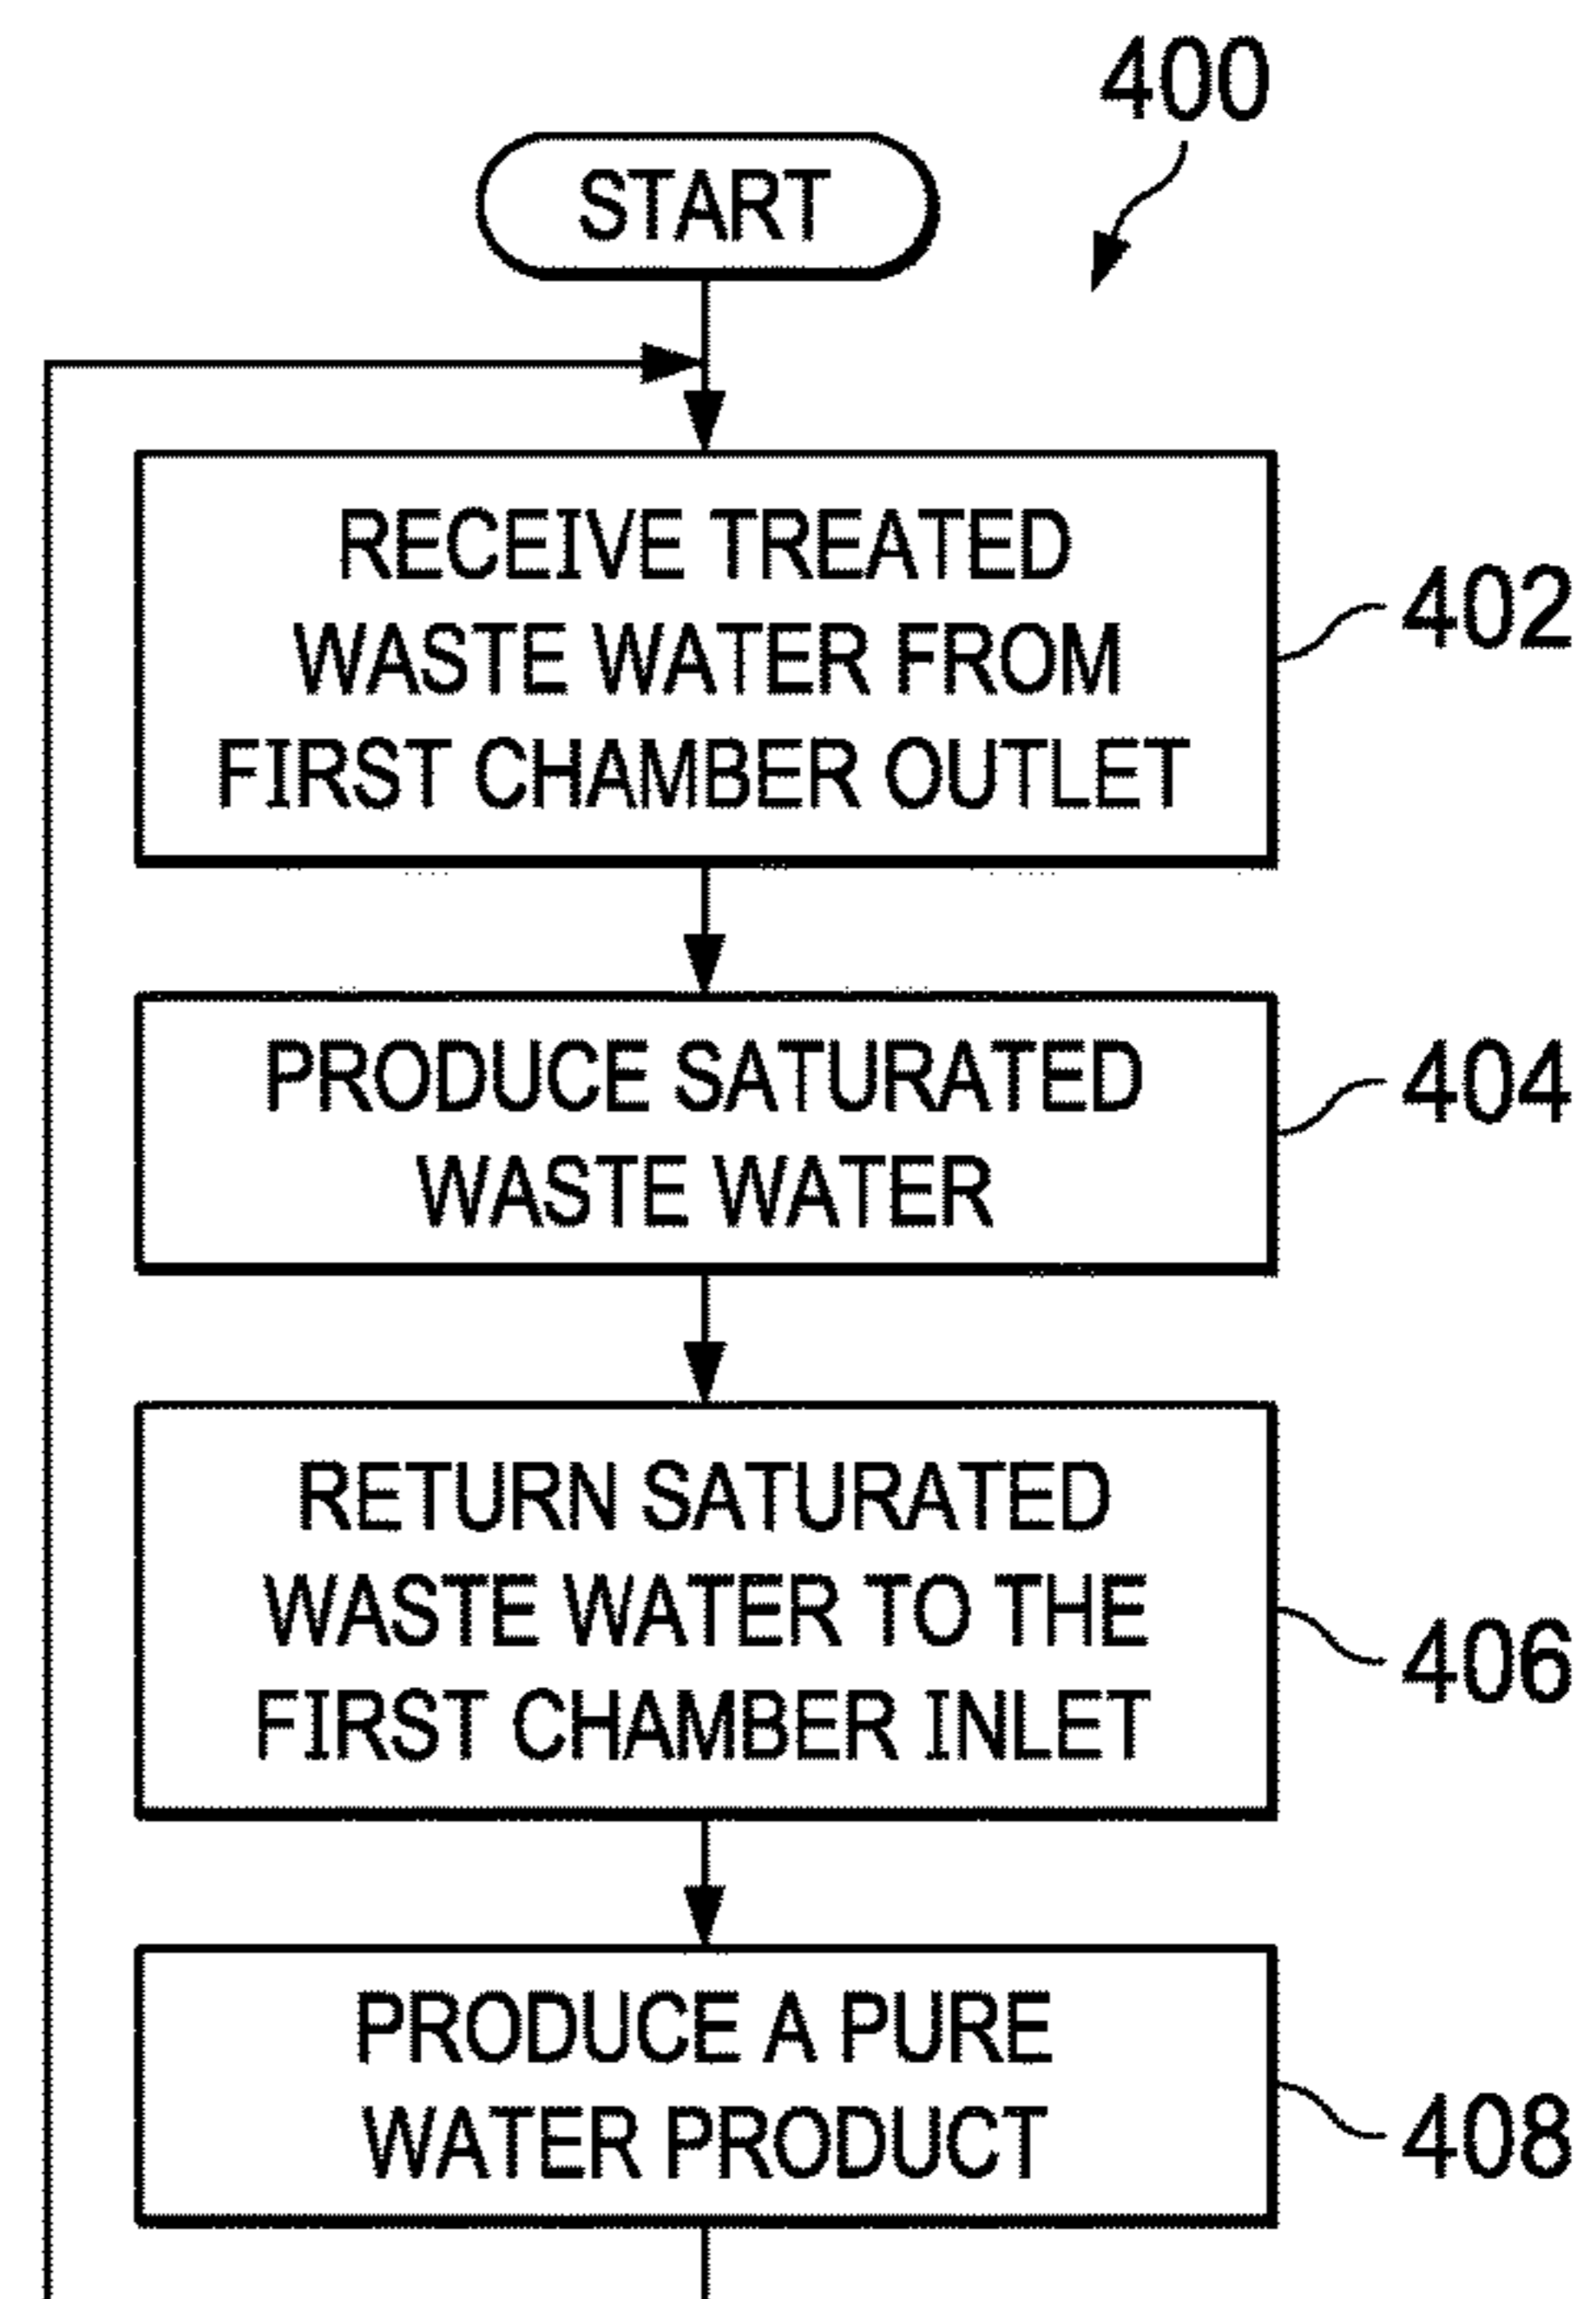 400
START
RECEIVE TREATED
WASTE WATER FROM
FIRST CHAMBER OUTLET
402
PRODUCE SATURATED
WASTE WATER
404
RETURN SATURATED
WASTE WATER TO THE
FIRST CHAMBER INLET
406
PRODUCE A PURE
WATER PRODUCT
408